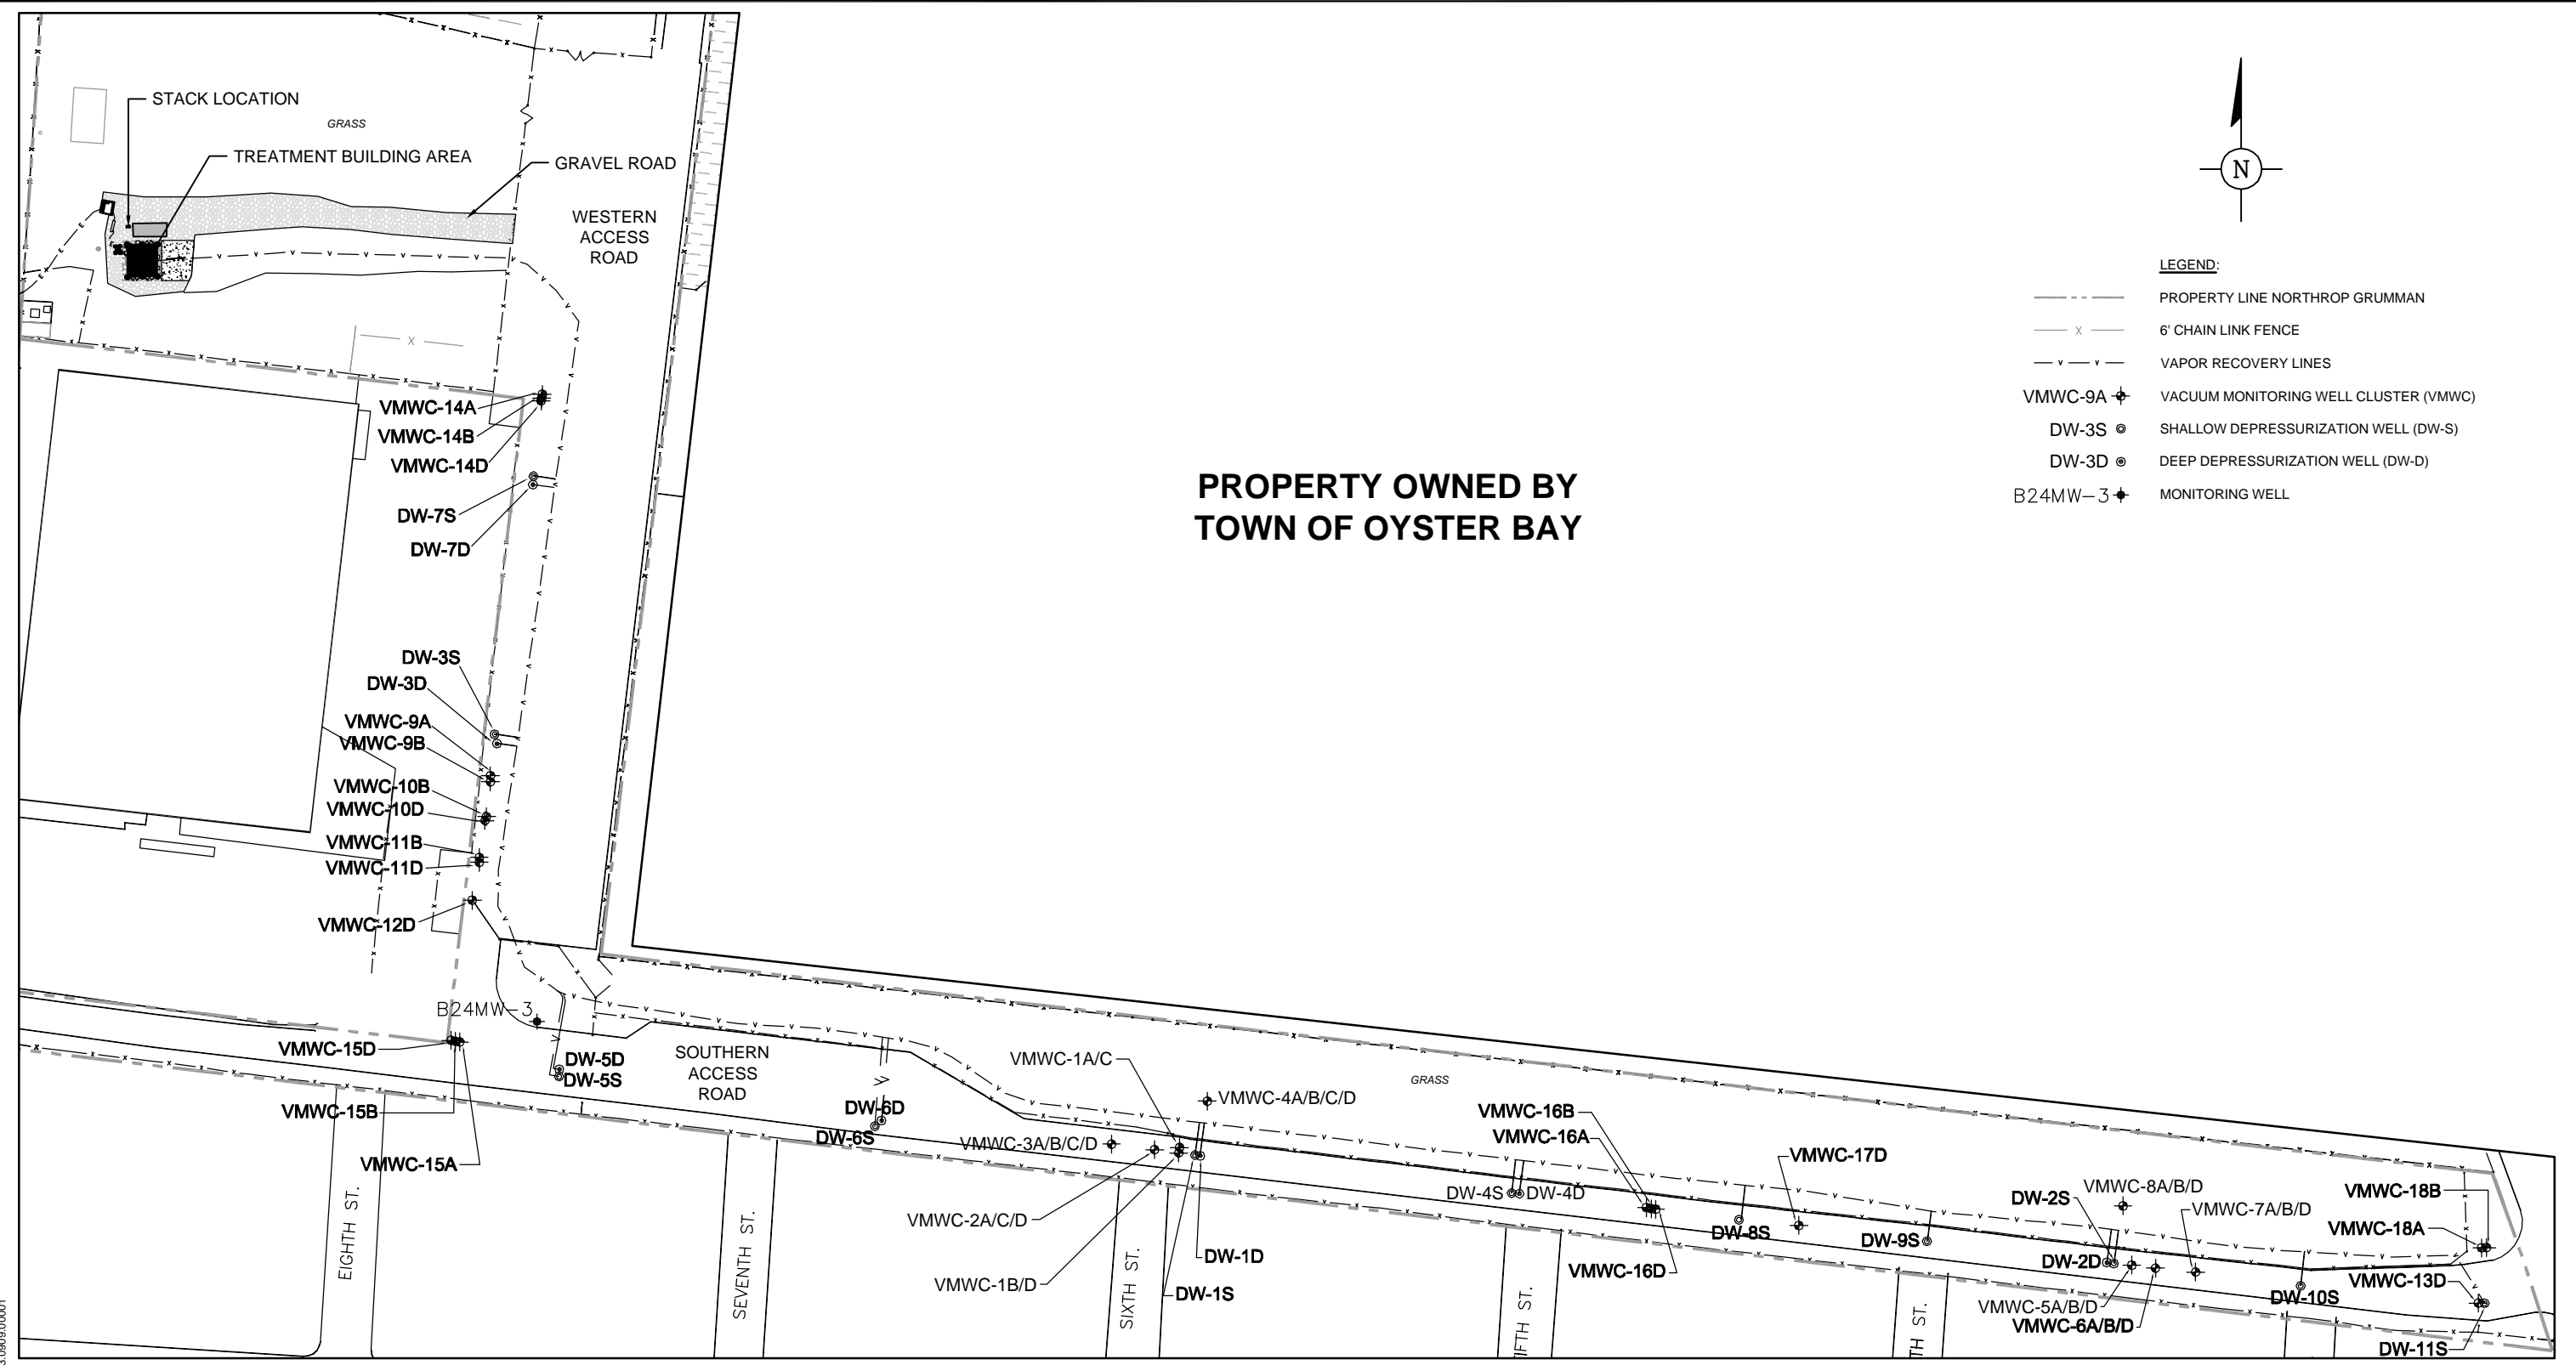 STACK LOCATION
GRASS
TREATMENT BUILDING AREA
GRAVEL ROAD
WESTERN
ACCESS
ROAD
N
LEGEND:
PROPERTY LINE NORTHROP GRUMMAN
X
6' CHAIN LINK FENCE
V V
VAPOR RECOVERY LINES
VMWC-9A
VACUUM MONITORING WELL CLUSTER (VMWC)
DW-3S
SHALLOW DEPRESSURIZATION WELL (DW-S)
DW-3D
DEEP DEPRESSURIZATION WELL (DW-D)
B24MW-3
MONITORING WELL
PROPERTY OWNED BY
TOWN OF OYSTER BAY
VMWC-14A
VMWC-14B
VMWC-14D
DW-7S
DW-7D
DW-3S
DW-3D
VMWC-9A
VMWC-9B
VMWC-10B
VMWC-10D
VMWC-11B
VMWC-11D
VMWC-12D
B24MW-3
VMWC-15D
VMWC-15B
VMWC-15A
DW-5D
DW-5S
SOUTHERN
ACCESS
ROAD
DW-6D
DW-6S
VMWC-1A/C
VMWC-4A/B/C/D
VMWC-3A/B/C/D
VMWC-2A/C/D
VMWC-1B/D
DW-1D
DW-1S
GRASS
VMWC-16B
VMWC-16A
DW-4S
DW-4D
VMWC-16D
VMWC-17D
DW-8S
DW-9S
DW-2S
DW-2D
VMWC-8A/B/D
VMWC-7A/B/D
VMWC-5A/B/D
VMWC-6A/B/D
DW-10S
VMWC-18B
VMWC-18A
VMWC-13D
DW-11S
EIGHTH ST.
SEVENTH ST.
SIXTH ST.
IFTH ST.
TH ST.